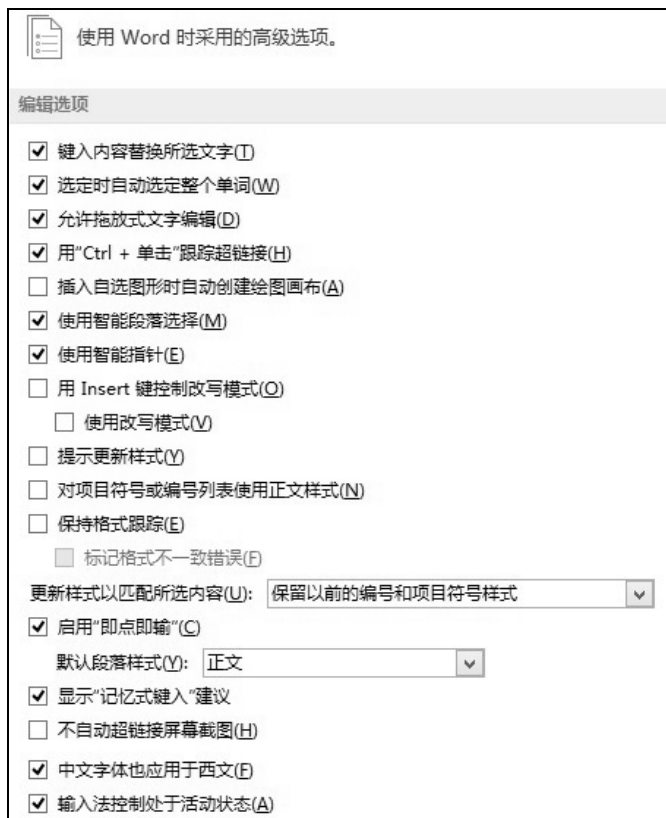 使用 Word 时采用的高级选项。
编辑选项
键入内容替换所选文字(T)
选定时自动选定整个单词(W)
允许拖放式文字编辑(D)
用"Ctrl + 单击"跟踪超链接(H)
插入自选图形时自动创建绘图画布(A)
使用智能段落选择(M)
使用智能指针(E)
用 Insert 键控制改写模式(O)
使用改写模式(V)
提示更新样式(Y)
对项目符号或编号列表使用正文样式(N)
保持格式跟踪(E)
标记格式不一致错误(F)
更新样式以匹配所选内容(U): 保留以前的编号和项目符号样式
启用"即点即输"(C)
默认段落样式(Y): 正文
显示"记忆式键入"建议
不自动超链接屏幕截图(H)
中文字体也应用于西文(F)
输入法控制处于活动状态(A)